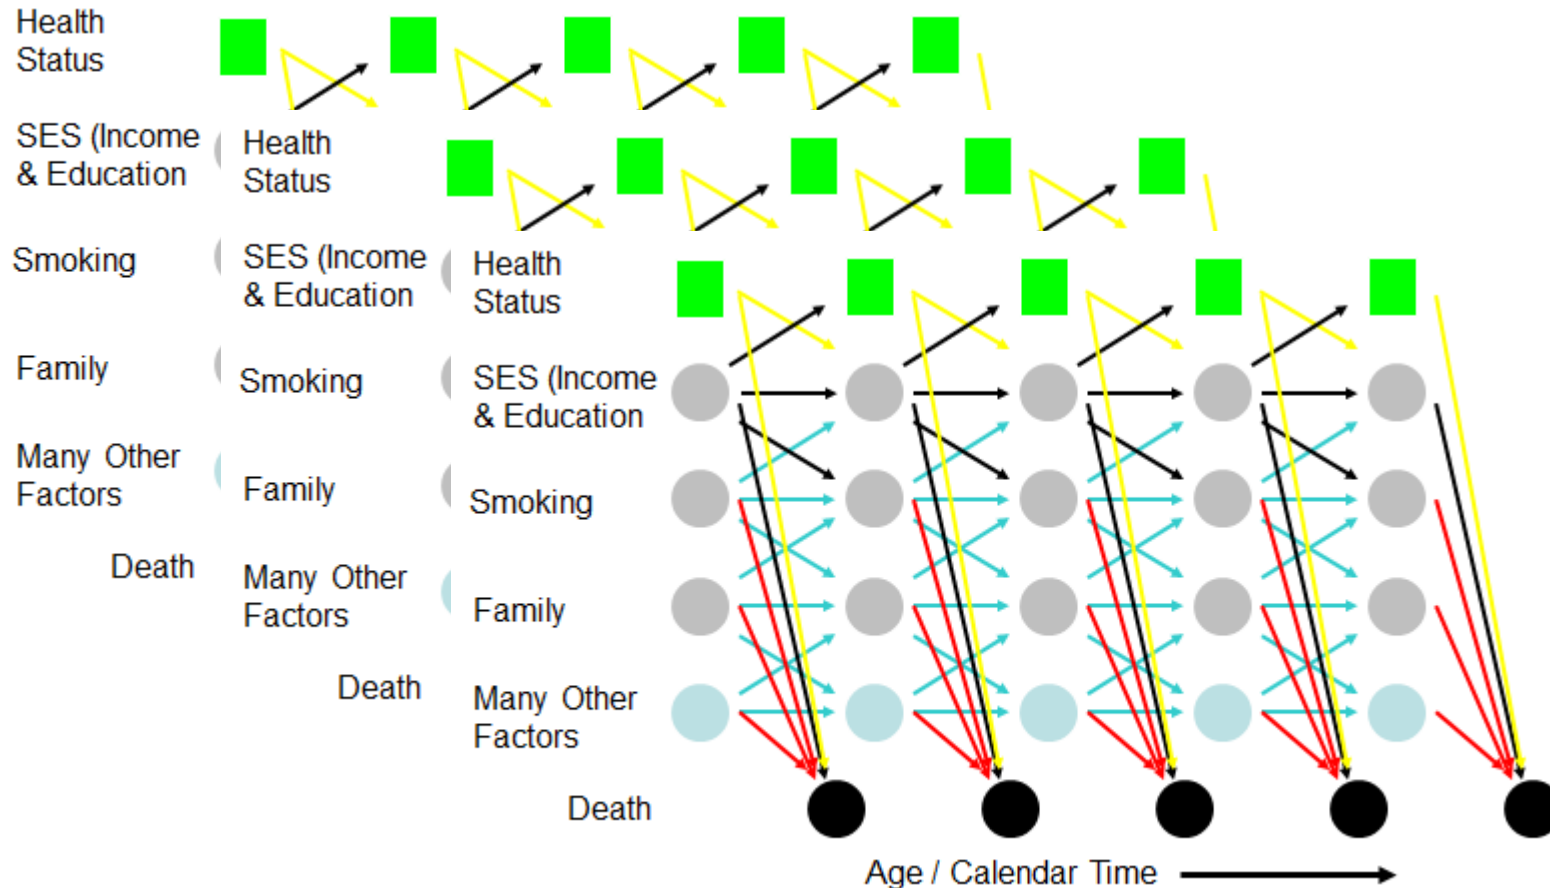 Health
Status
SES (Income
& Education
Smoking
Family
Many Other
Factors
Death
Health
Status
SES (Income
& Education
Smoking
Family
Many Other
Factors
Death
Health
Status
SES (Income
& Education
Smoking
Family
Many Other
Factors
Death
Age / Calendar Time